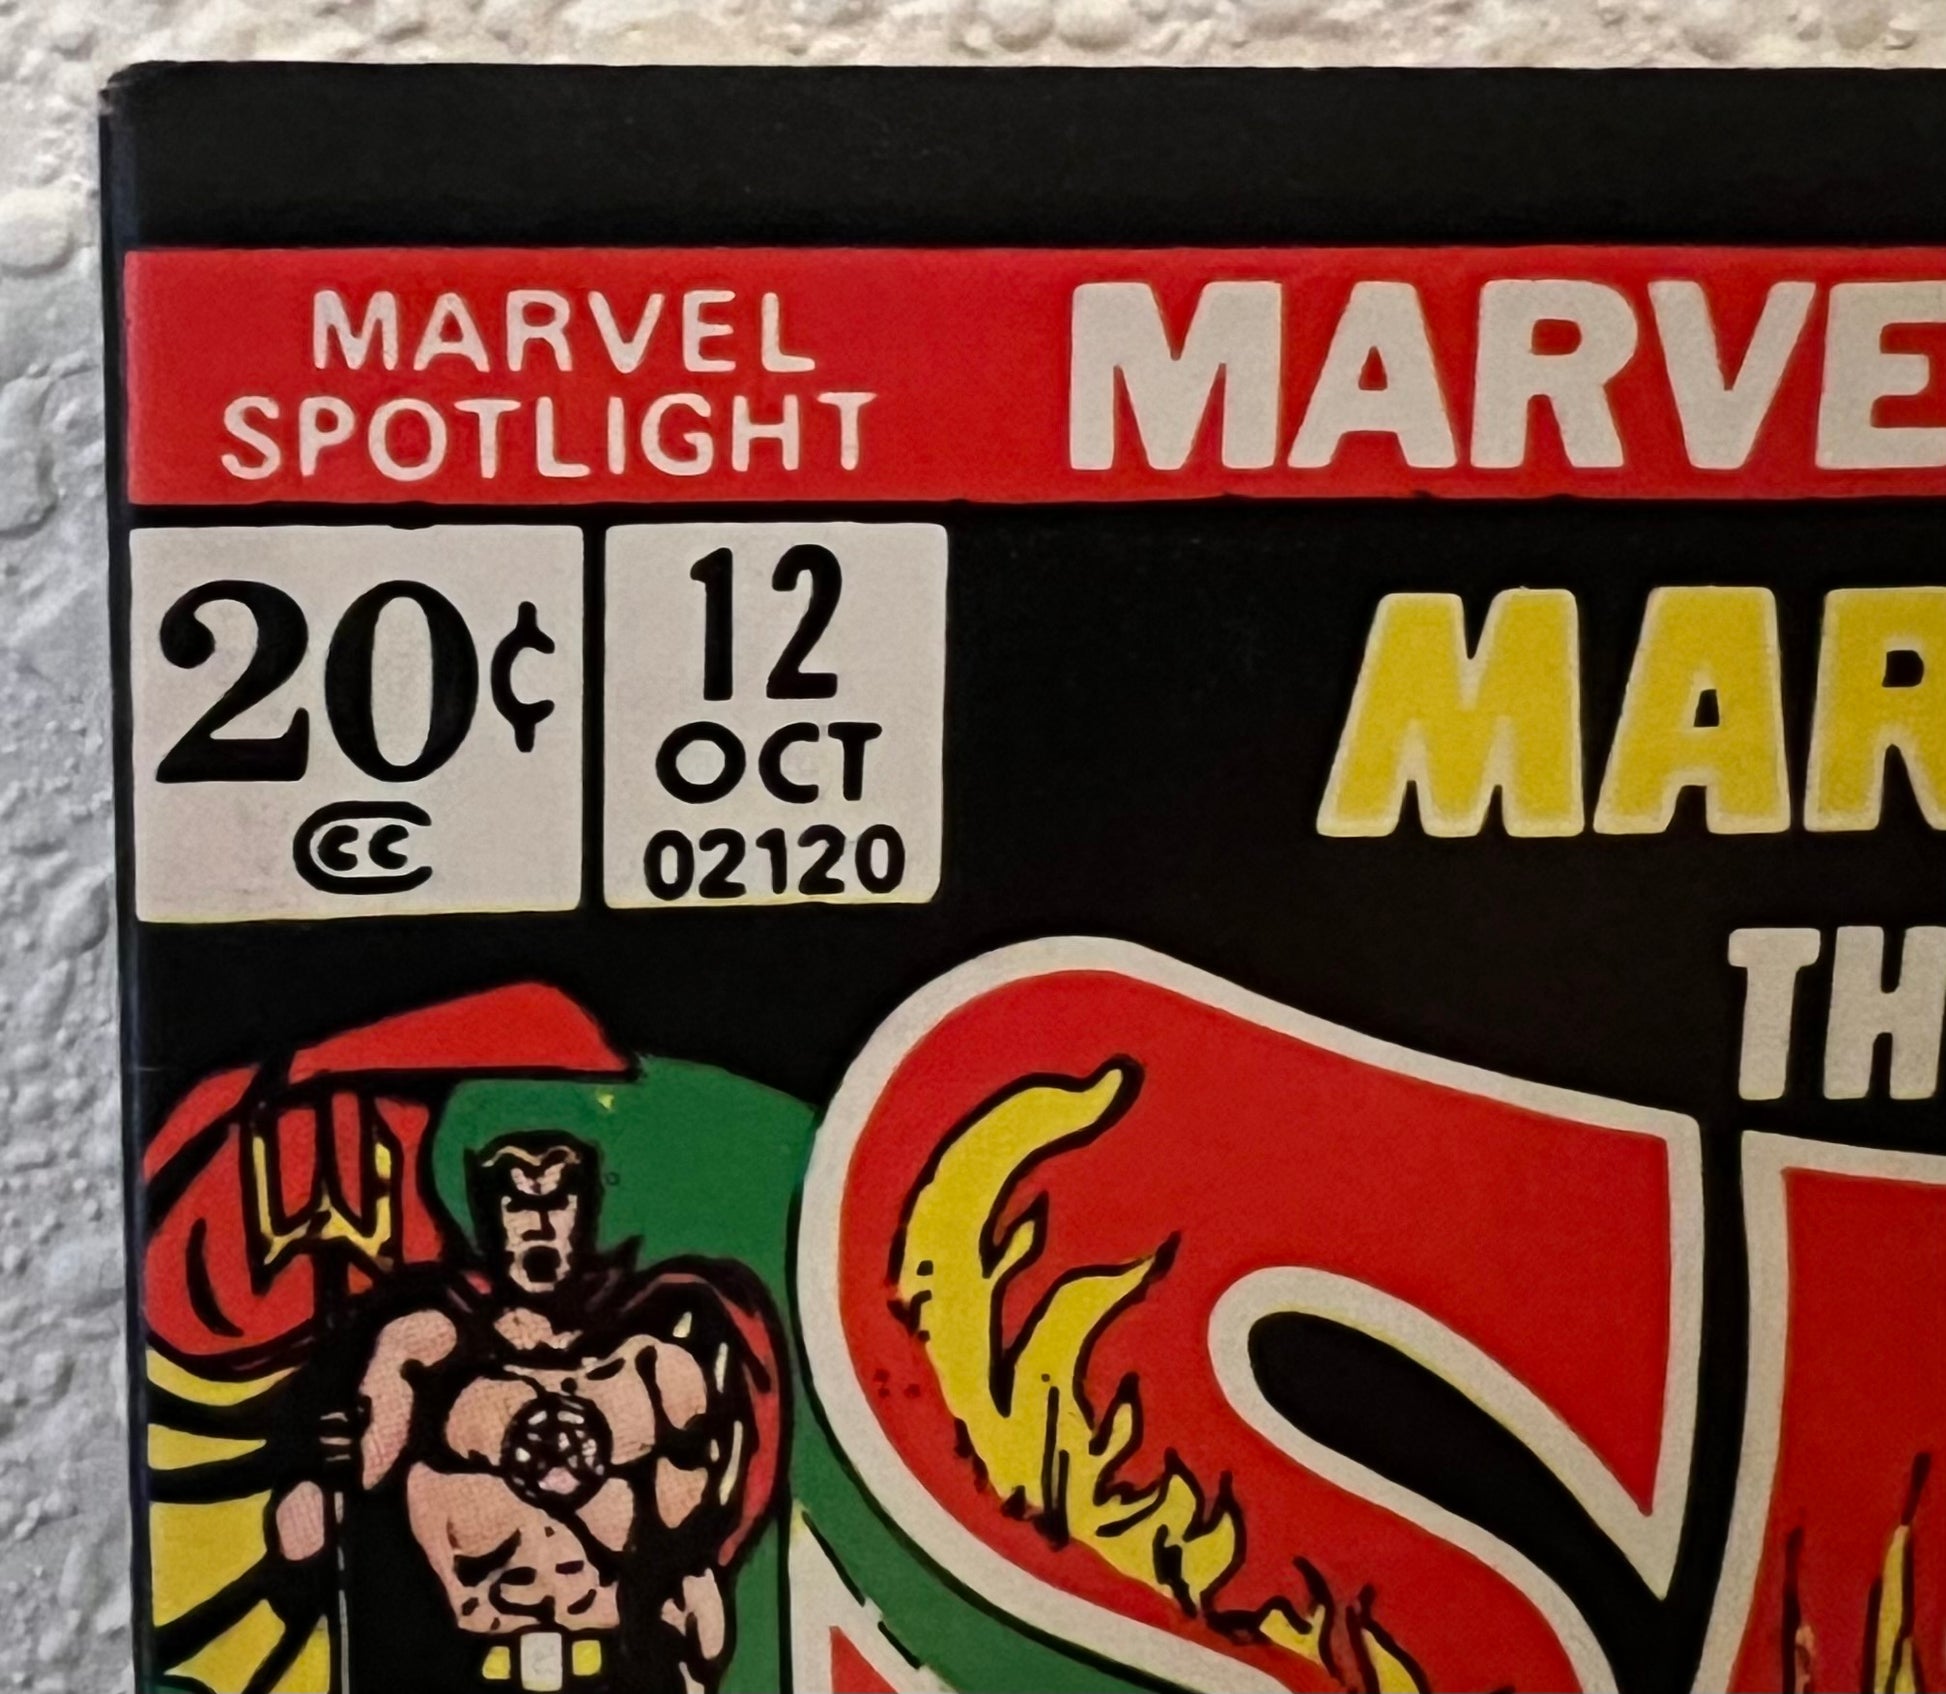 MARVEL
SPOTLIGHT
MARVE
20¢
CC
12
OCT
02120
MAR
TH
S